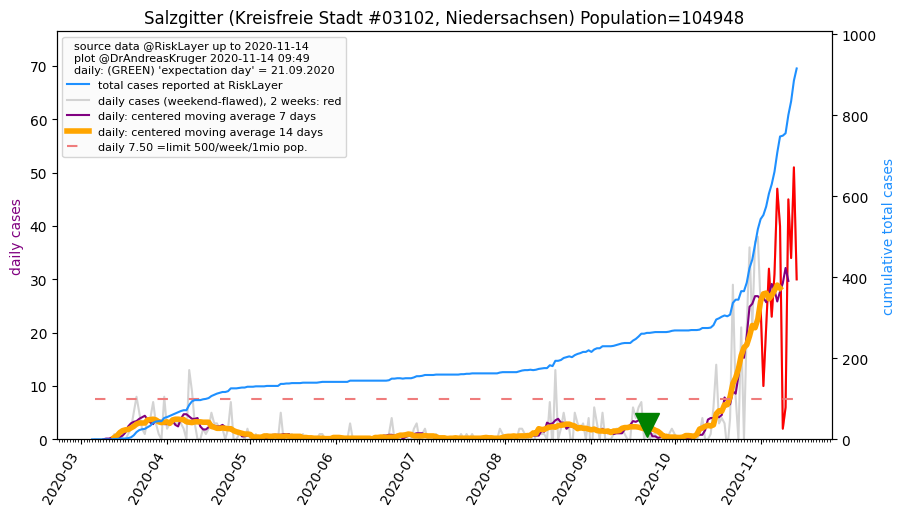 Salzgitter (Kreisfreie Stadt #03102, Niedersachsen) Population=104948
source data @RiskLayer up to 2020-11-14
plot @DrAndreasKruger 2020-11-14 09:49
daily: (GREEN) 'expectation day' = 21.09.2020
total cases reported at RiskLayer
daily cases (weekend-flawed), 2 weeks: red
daily: centered moving average 7 days
daily: centered moving average 14 days
daily 7.50 =limit 500/week/1mio pop.
daily cases
70
60
50
40
30
20
10
0
cumulative total cases
1000
800
600
400
200
0
2020-03
2020-04
2020-05
2020-06
2020-07
2020-08
2020-09
2020-10
2020-11